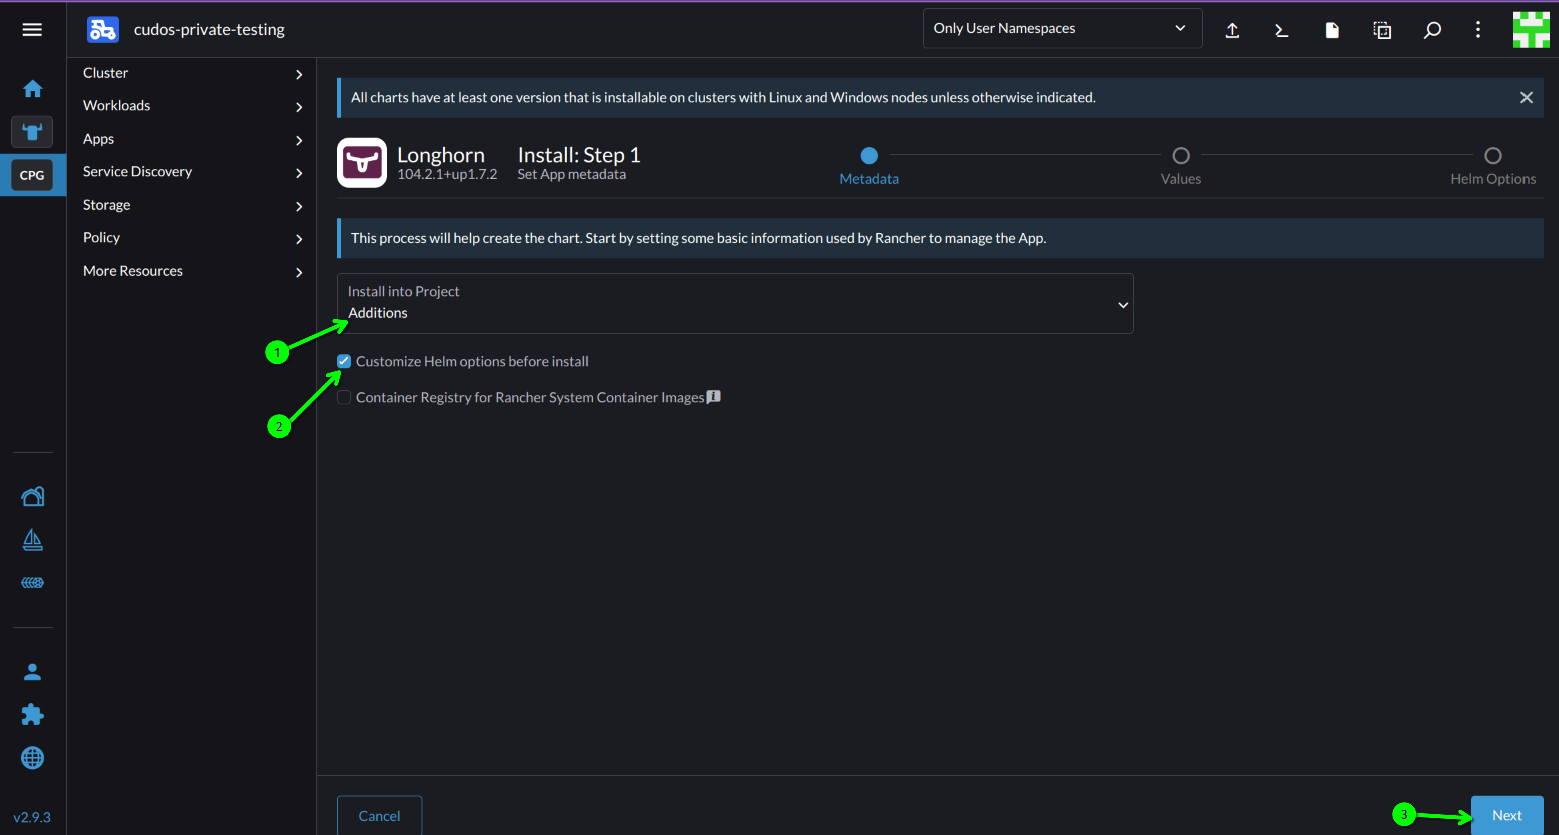 cudos-private-testing
Only User Namespaces
CPG
Cluster
Workloads
Apps
Service Discovery
Storage
Policy
More Resources
All charts have at least one version that is installable on clusters with Linux and Windows nodes unless otherwise indicated.
Longhorn
104.2.1+up1.7.2
Install: Step 1
Set App metadata
Metadata
Values
Helm Options
This process will help create the chart. Start by setting some basic information used by Rancher to manage the App.
Install into Project
Additions
1
Customize Helm options before install
2
Container Registry for Rancher System Container Images
v2.9.3
Cancel
3
Next